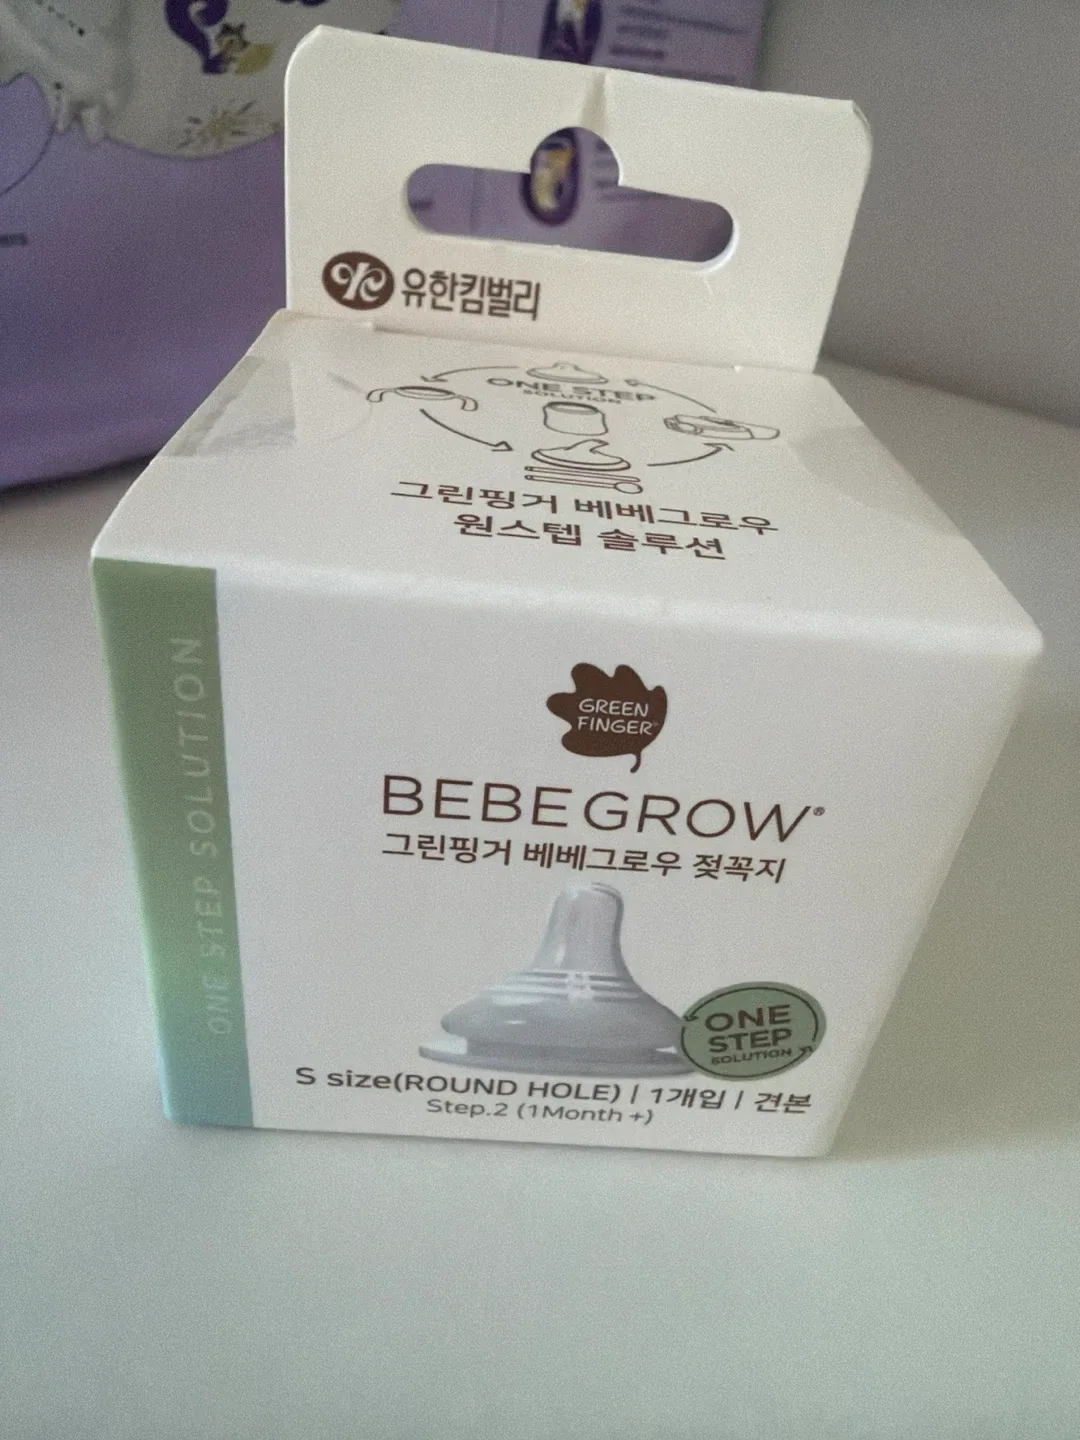 유한킴벌리
ONE STEP
SOLUTION
그린핑거 베베그로우
원스텝 솔루션
ONE STEP SOLUTION
GREEN
FINGER
BEBE GROW®
그린핑거 베베그로우 젖꼭지
ONE
STEP
SOLUTION
S size(ROUND HOLE) | 1개입 | 견본
Step.2 (1Month +)